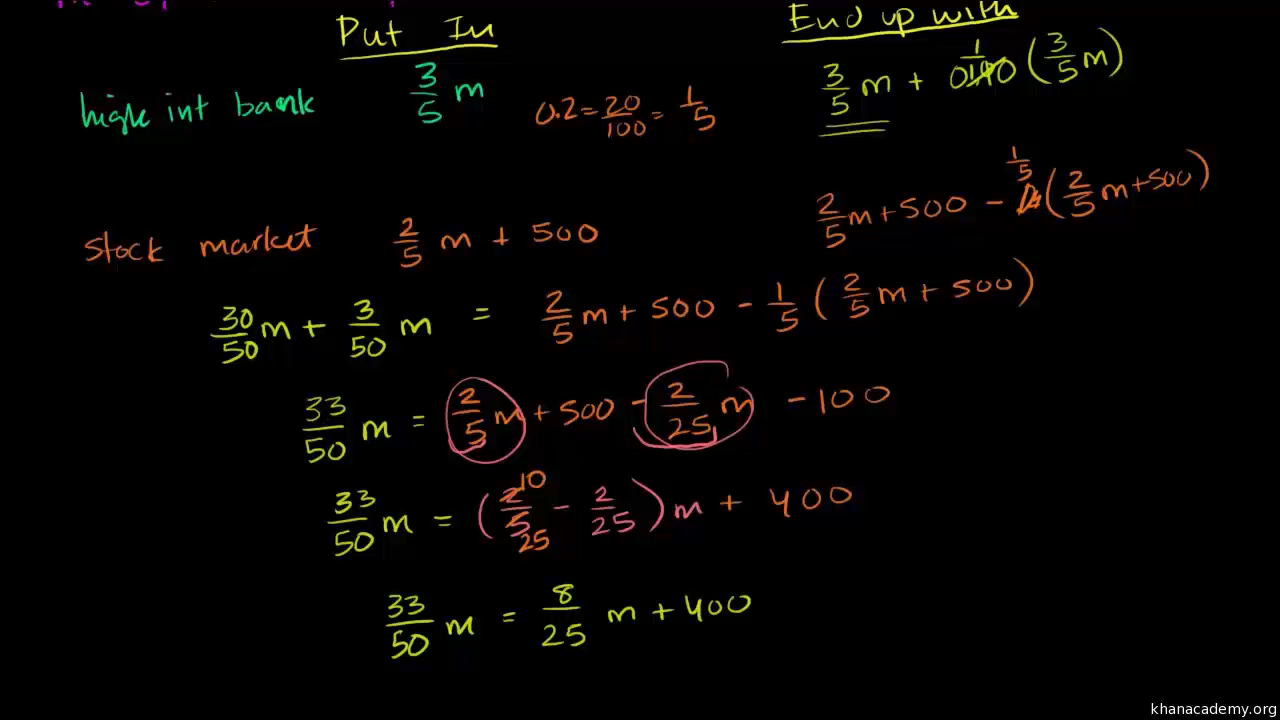 Put In End up with
high int bank 3/5 m 0.2 = 20/100 = 1/5 3/5 m + 1 (3/5 m)
stock market 2/5 m + 500 2/5 m + 500 - 1/5 (2/5 m + 500)
30/50 m + 3/50 m = 2/5 m + 500 - 1/5 (2/5 m + 500)
33/50 m = 2/5 m + 500 - 2/25 m - 100
33/50 m = (10/25 - 2/25) m + 400
33/50 m = 8/25 m + 400
khanacademy.org